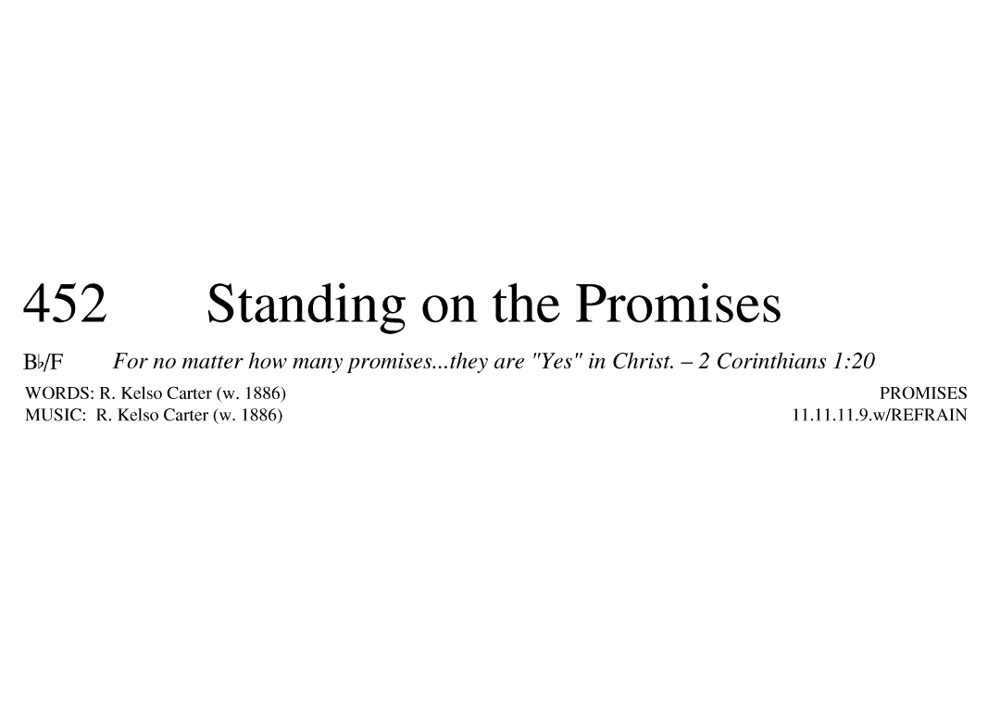 452 Standing on the Promises
B♭/F For no matter how many promises...they are "Yes" in Christ. – 2 Corinthians 1:20
WORDS: R. Kelso Carter (w. 1886) PROMISES
MUSIC: R. Kelso Carter (w. 1886) 11.11.11.9.w/REFRAIN